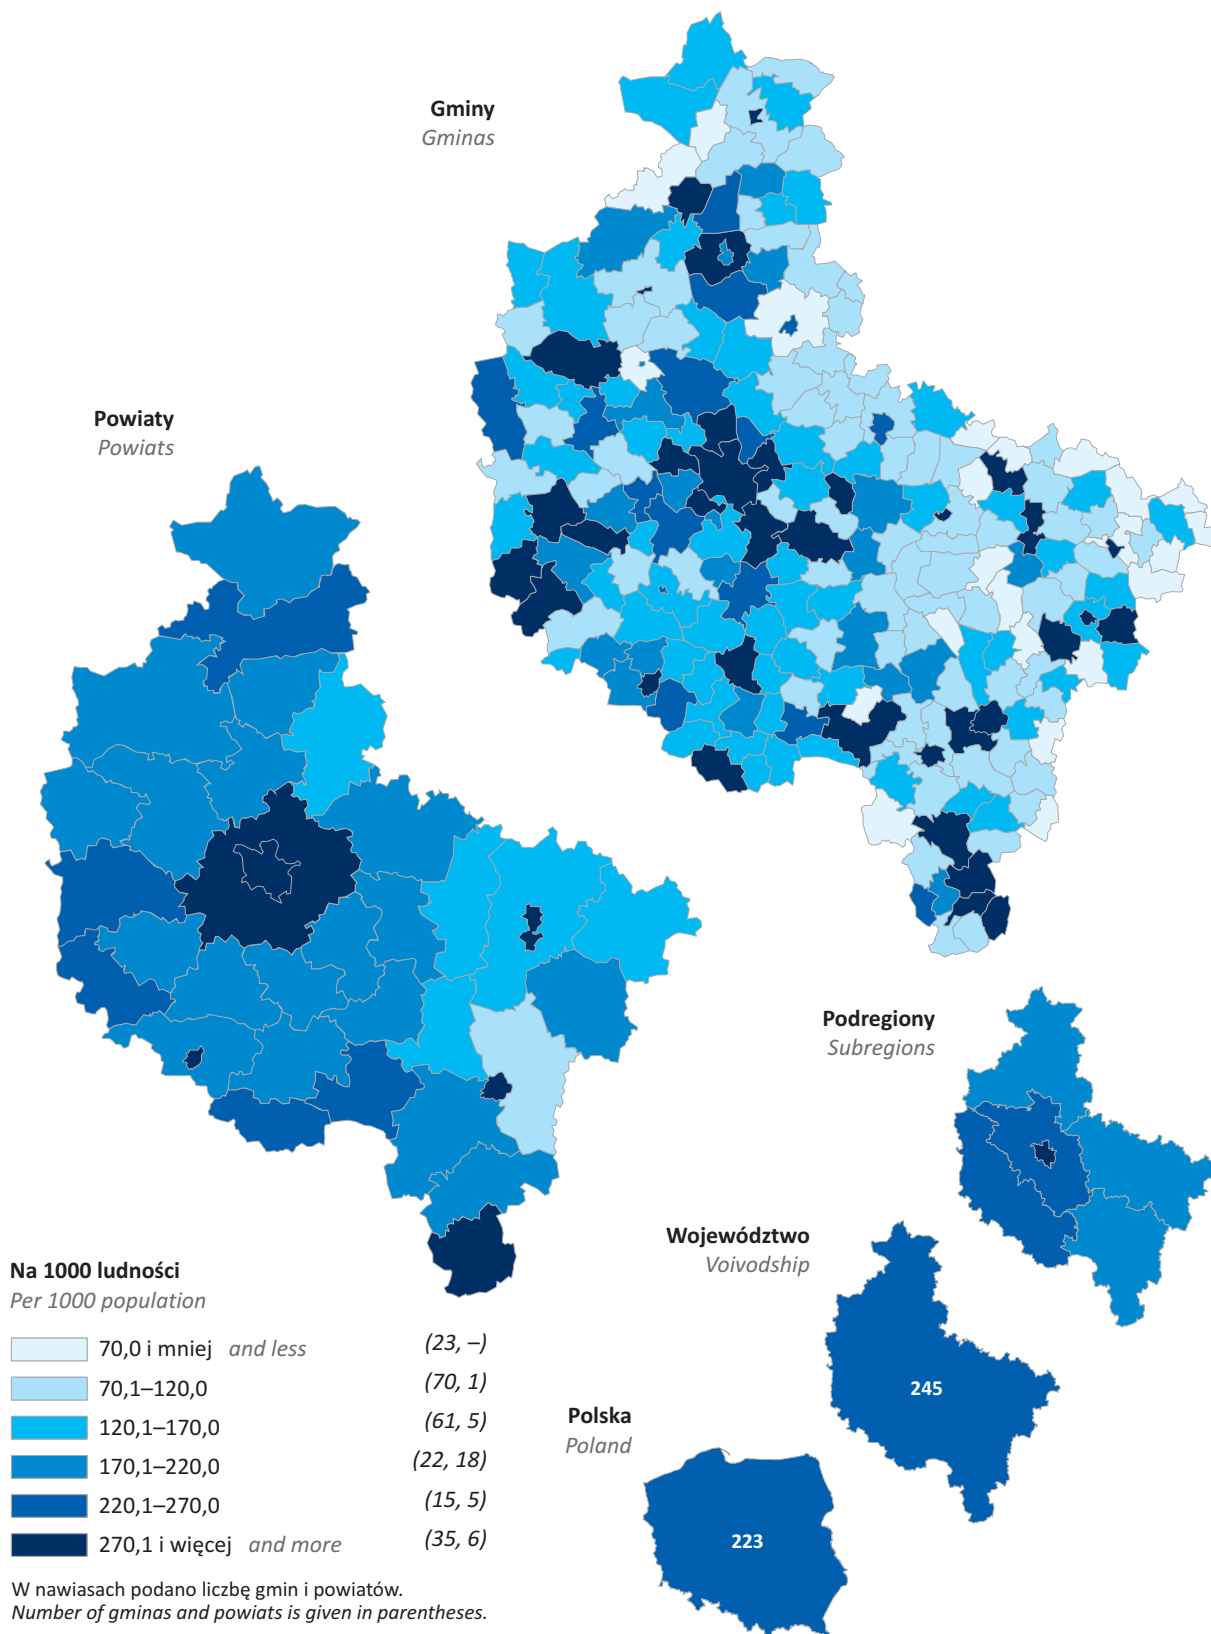 Gminy
Gminas
Powiaty
Powiats
Podregiony
Subregions
Województwo
Voivodship
245
Polska
Poland
223
Na 1000 ludności
Per 1000 population
70,0 i mniej and less (23, –)
70,1–120,0 (70, 1)
120,1–170,0 (61, 5)
170,1–220,0 (22, 18)
220,1–270,0 (15, 5)
270,1 i więcej and more (35, 6)
W nawiasach podano liczbę gmin i powiatów.
Number of gminas and powiats is given in parentheses.